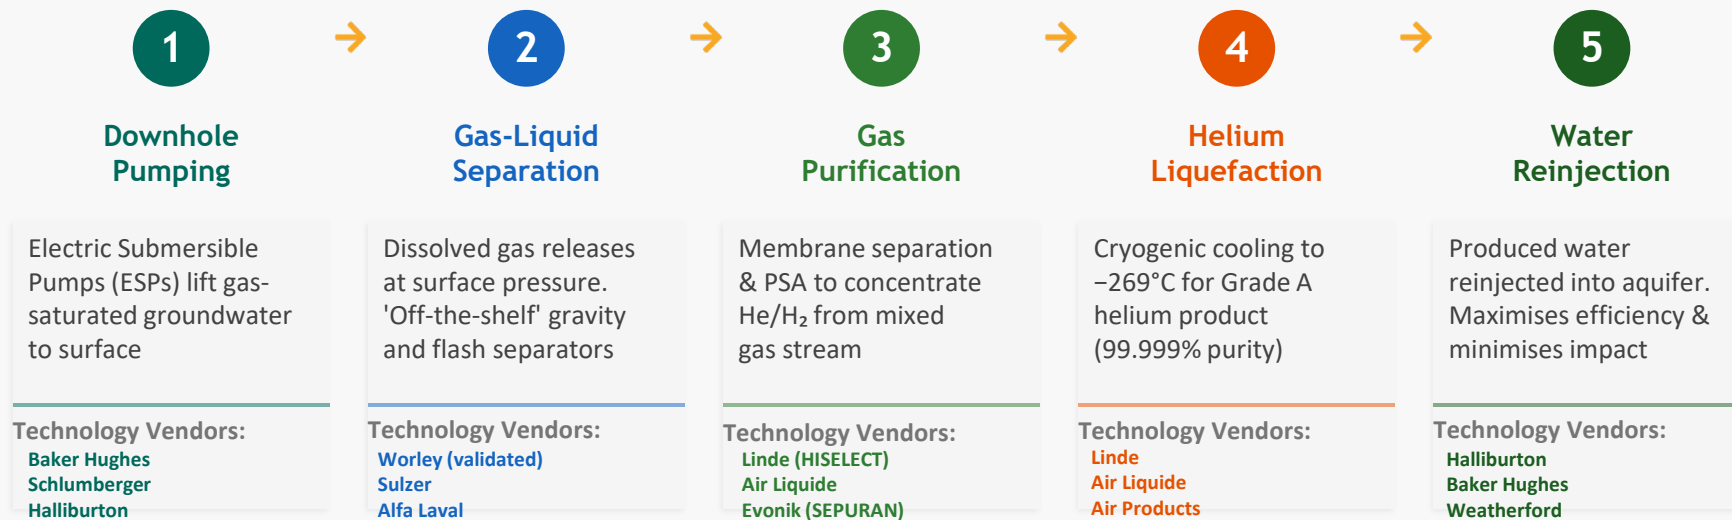 1
Downhole
Pumping
Electric Submersible
Pumps (ESPs) lift gas-
saturated groundwater
to surface
Technology Vendors:
Baker Hughes
Schlumberger
Halliburton
2
Gas-Liquid
Separation
Dissolved gas releases
at surface pressure.
'Off-the-shelf' gravity
and flash separators
Technology Vendors:
Worley (validated)
Sulzer
Alfa Laval
3
Gas
Purification
Membrane separation
& PSA to concentrate
He/H₂ from mixed
gas stream
Technology Vendors:
Linde (HISELECT)
Air Liquide
Evonik (SEPURAN)
4
Helium
Liquefaction
Cryogenic cooling to
−269°C for Grade A
helium product
(99.999% purity)
Technology Vendors:
Linde
Air Liquide
Air Products
5
Water
Reinjection
Produced water
reinjected into aquifer.
Maximises efficiency &
minimises impact
Technology Vendors:
Halliburton
Baker Hughes
Weatherford